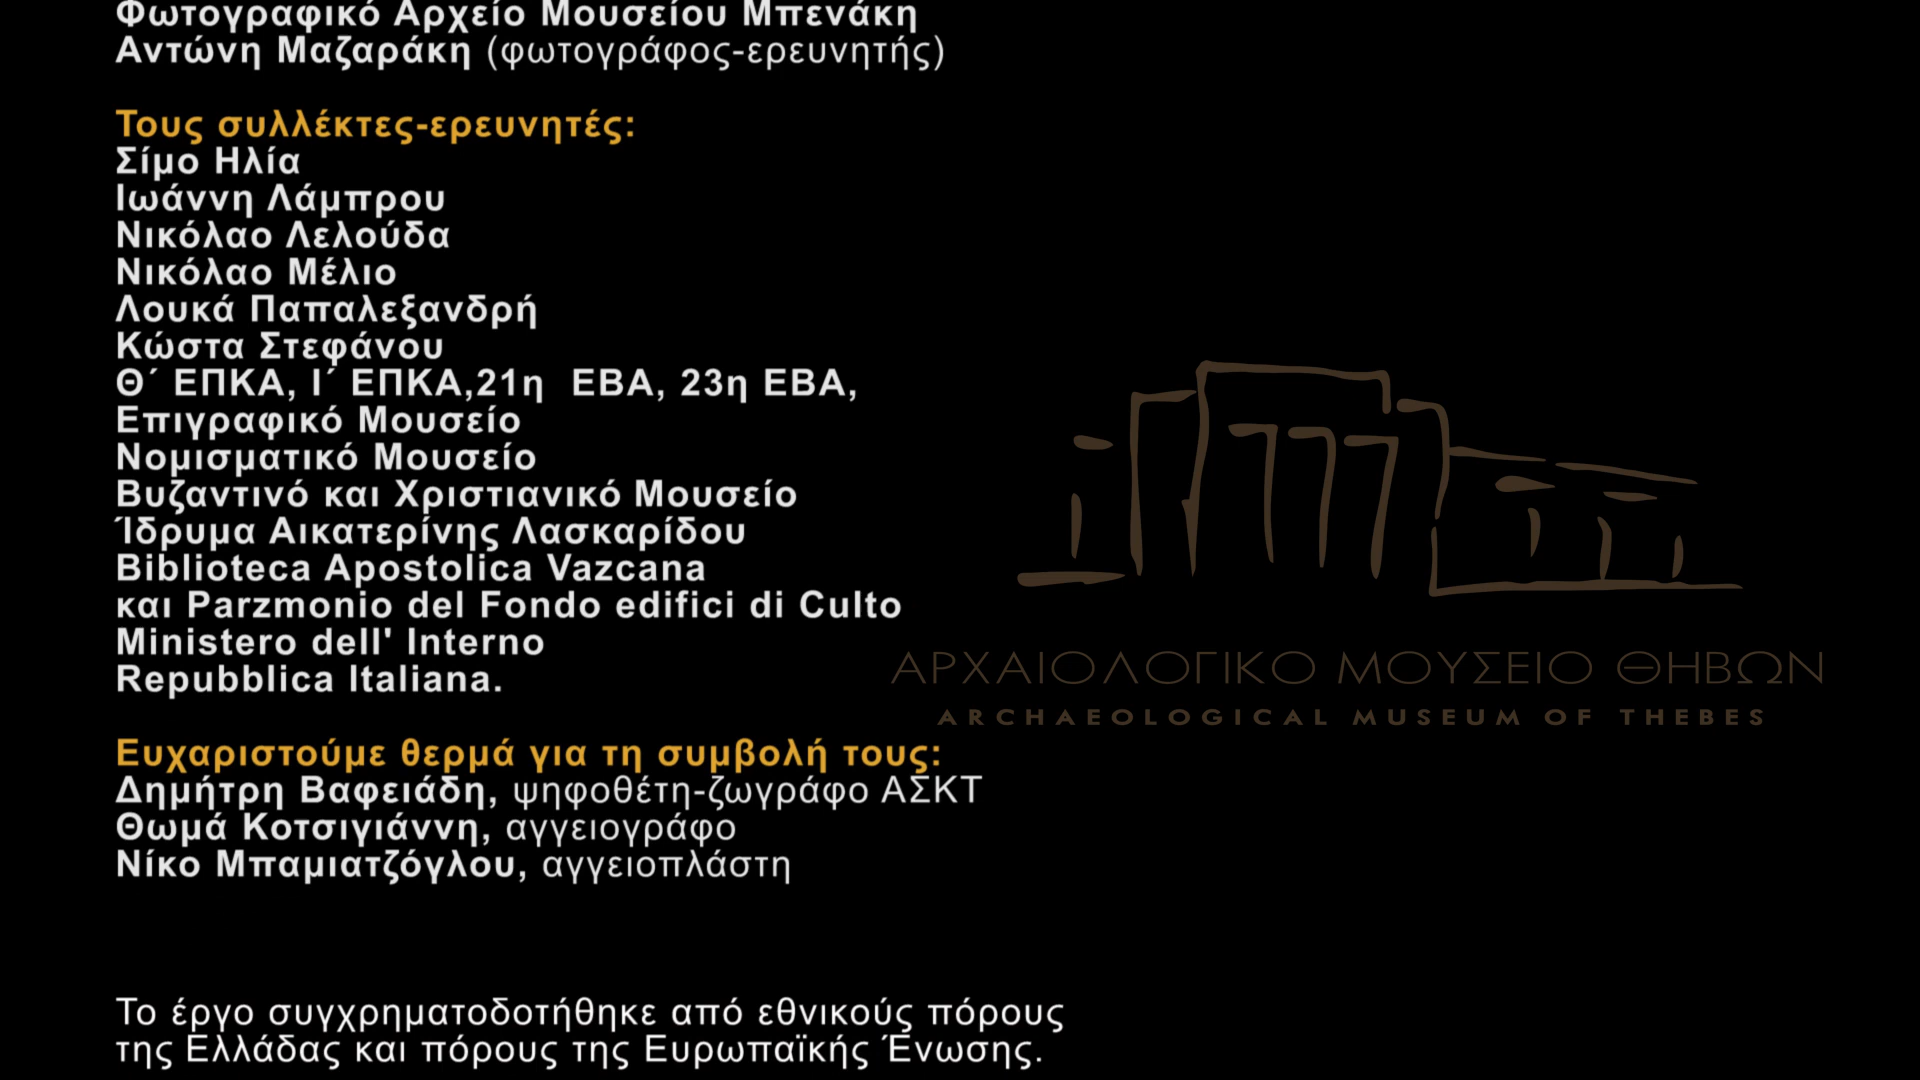 Φωτογραφικό Αρχείο Μουσείου Μπενάκη
Αντώνη Μαζαράκη (φωτογράφος-ερευνητής)
Τους συλλέκτες-ερευνητές:
Σίμο Ηλία
Ιωάννη Λάμπρου
Νικόλαο Λελούδα
Νικόλαο Μέλιο
Λουκά Παπαλεξανδρή
Κώστα Στεφάνου
Θ΄ ΕΠΚΑ, Ι΄ ΕΠΚΑ,21η  ΕΒΑ, 23η ΕΒΑ,
Επιγραφικό Μουσείο
Νομισματικό Μουσείο
Βυζαντινό και Χριστιανικό Μουσείο
Ίδρυμα Αικατερίνης Λασκαρίδου
Biblioteca Apostolica Vazcana
και Parzmonio del Fondo edifici di Culto
Ministero dell' Interno
Repubblica Italiana.
ΑΡΧΑΙΟΛΟΓΙΚΟ ΜΟΥΣΕΙΟ ΘΗΒΩΝ
ARCHAEOLOGICAL MUSEUM OF THEBES
Ευχαριστούμε θερμά για τη συμβολή τους:
Δημήτρη Βαφειάδη, ψηφοθέτη-ζωγράφο ΑΣΚΤ
Θωμά Κοτσιγιάννη, αγγειογράφο
Νίκο Μπαμιατζόγλου, αγγειοπλάστη
Το έργο συγχρηματοδοτήθηκε από εθνικούς πόρους
της Ελλάδας και πόρους της Ευρωπαϊκής Ένωσης.